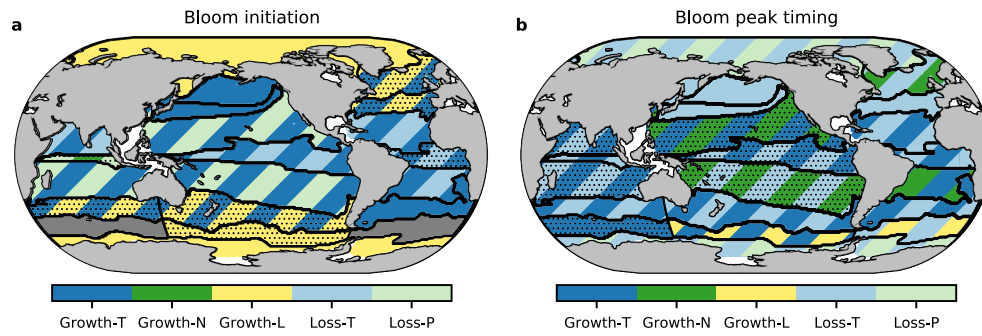 a
Bloom initiation
Growth-T Growth-N Growth-L Loss-T Loss-P
b
Bloom peak timing
Growth-T Growth-N Growth-L Loss-T Loss-P